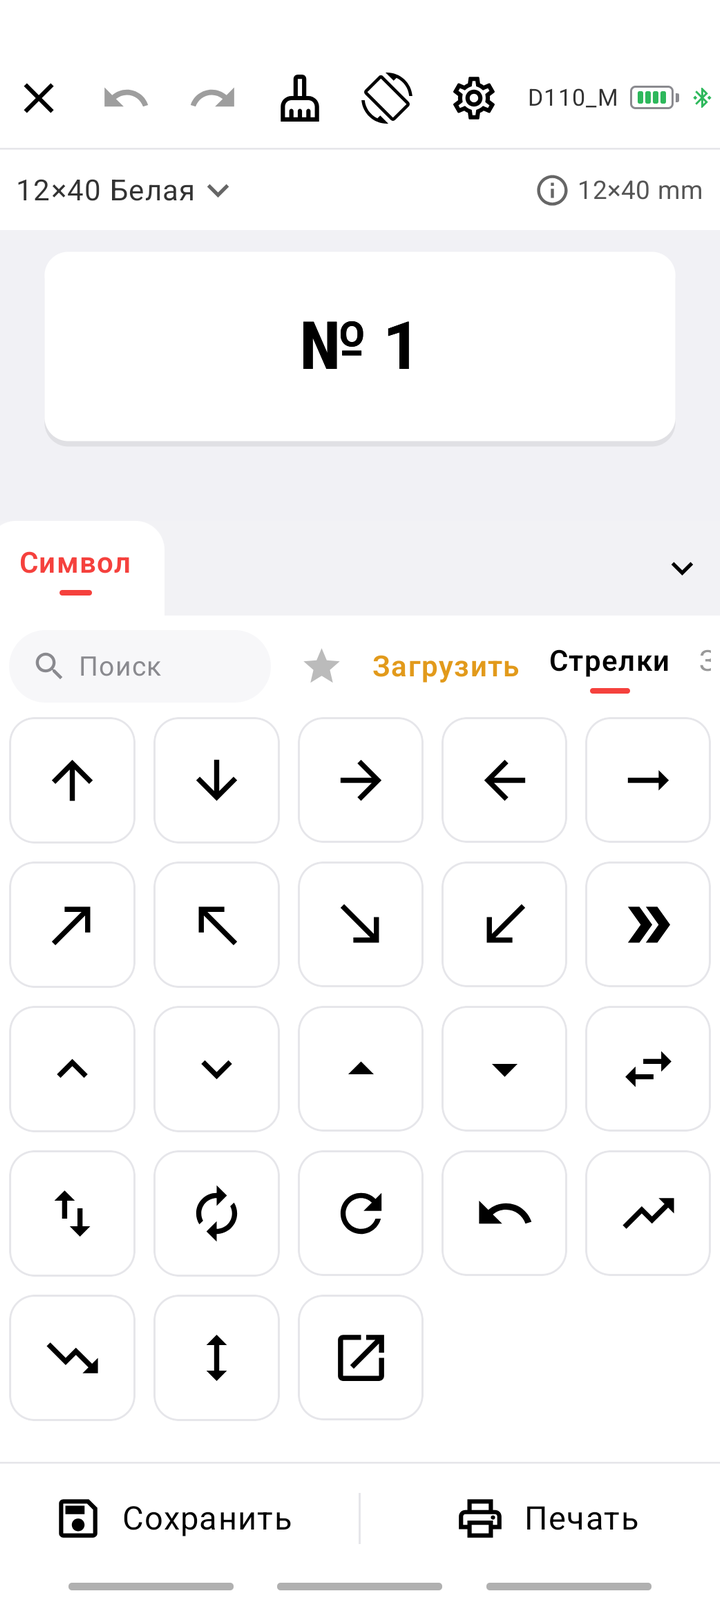 D110_M
12×40 Белая
12×40 mm
№ 1
Символ
Поиск
Загрузить
Стрелки
Сохранить
Печать